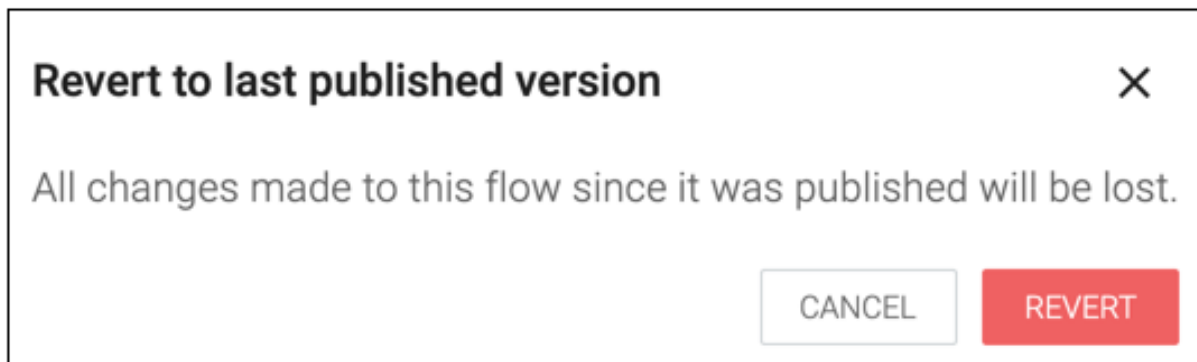 Revert to last published version
All changes made to this flow since it was published will be lost.
CANCEL REVERT